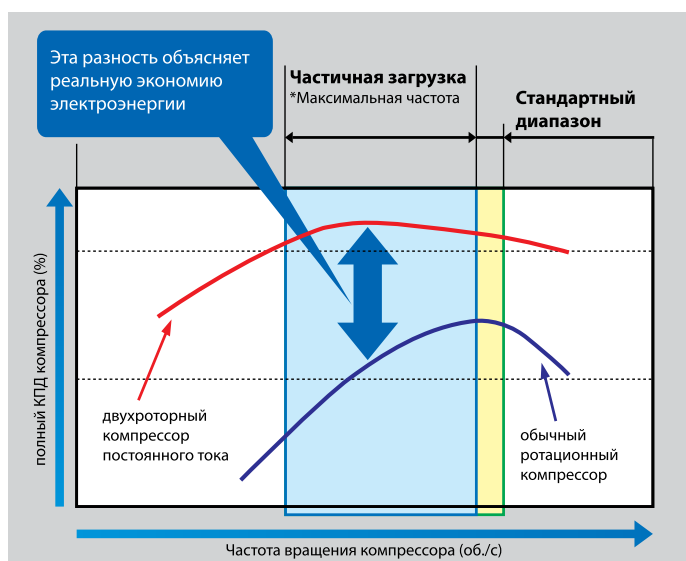 Эта разность объясняет
реальную экономию
электроэнергии
Частичная загрузка
*Максимальная частота
Стандартный
диапазон
полный КПД компрессора (%)
двухроторный
компрессор
постоянного тока
обычный
ротационный
компрессор
Частота вращения компрессора (об./с)